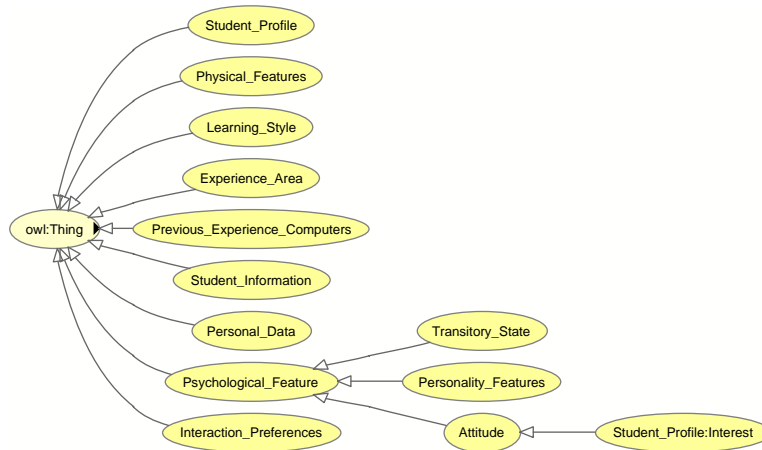 Student_Profile
Physical_Features
Learning_Style
Experience_Area
owl:Thing
Previous_Experience_Computers
Student_Information
Personal_Data
Transitory_State
Psychological_Feature
Personality_Features
Interaction_Preferences
Attitude
Student_Profile:Interest